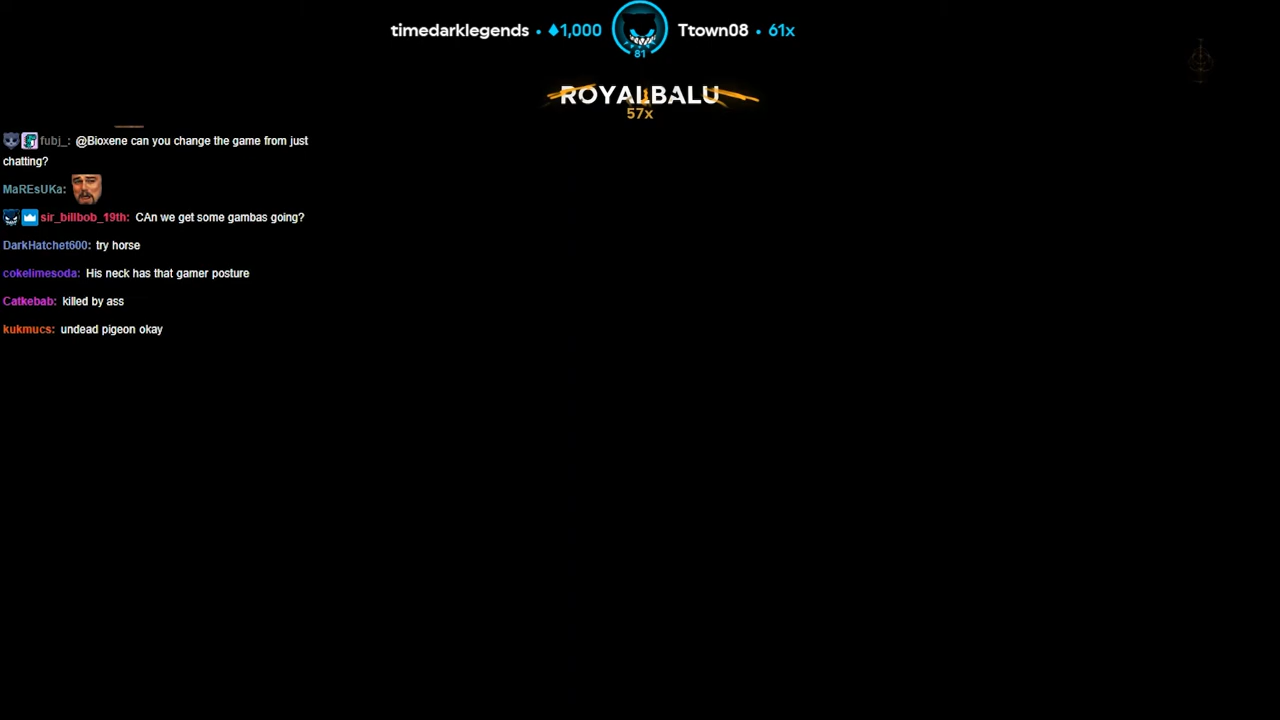 timedarklegends • 1,000
81
Ttown08 • 61x
ROYALBALU
57x
fubj_: @Bioxene can you change the game from just
chatting?
MaREsUKa:
sir_billbob_19th: CAn we get some gambas going?
DarkHatchet600: try horse
cokelimesoda: His neck has that gamer posture
Catkebab: killed by ass
kukmucs: undead pigeon okay